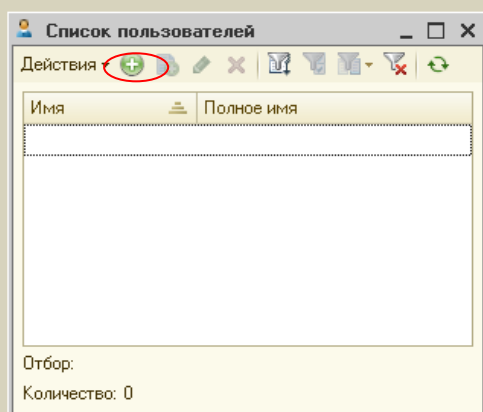 Список пользователей
Действия
Имя Полное имя
Отбор:
Количество: 0